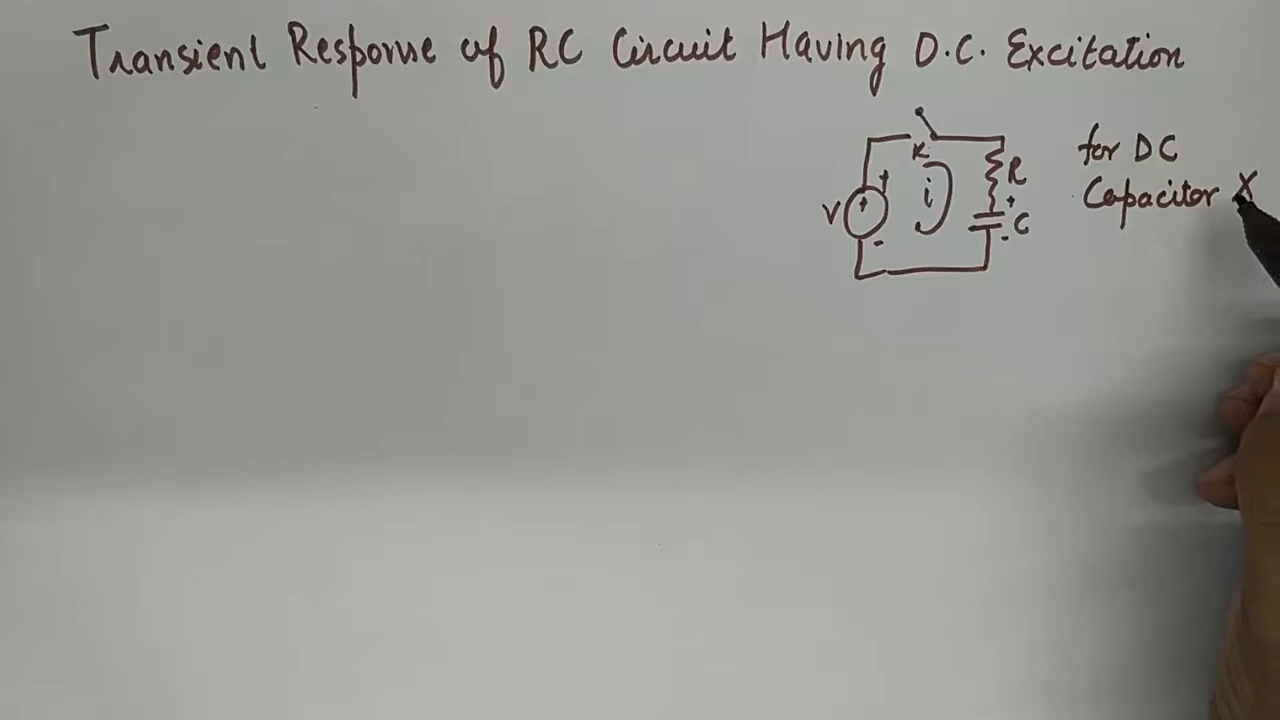 Transient Response of RC Circuit Having D.C. Excitation
for DC
Capacitor X
K
R
+
V
+
i
+
-
C
-